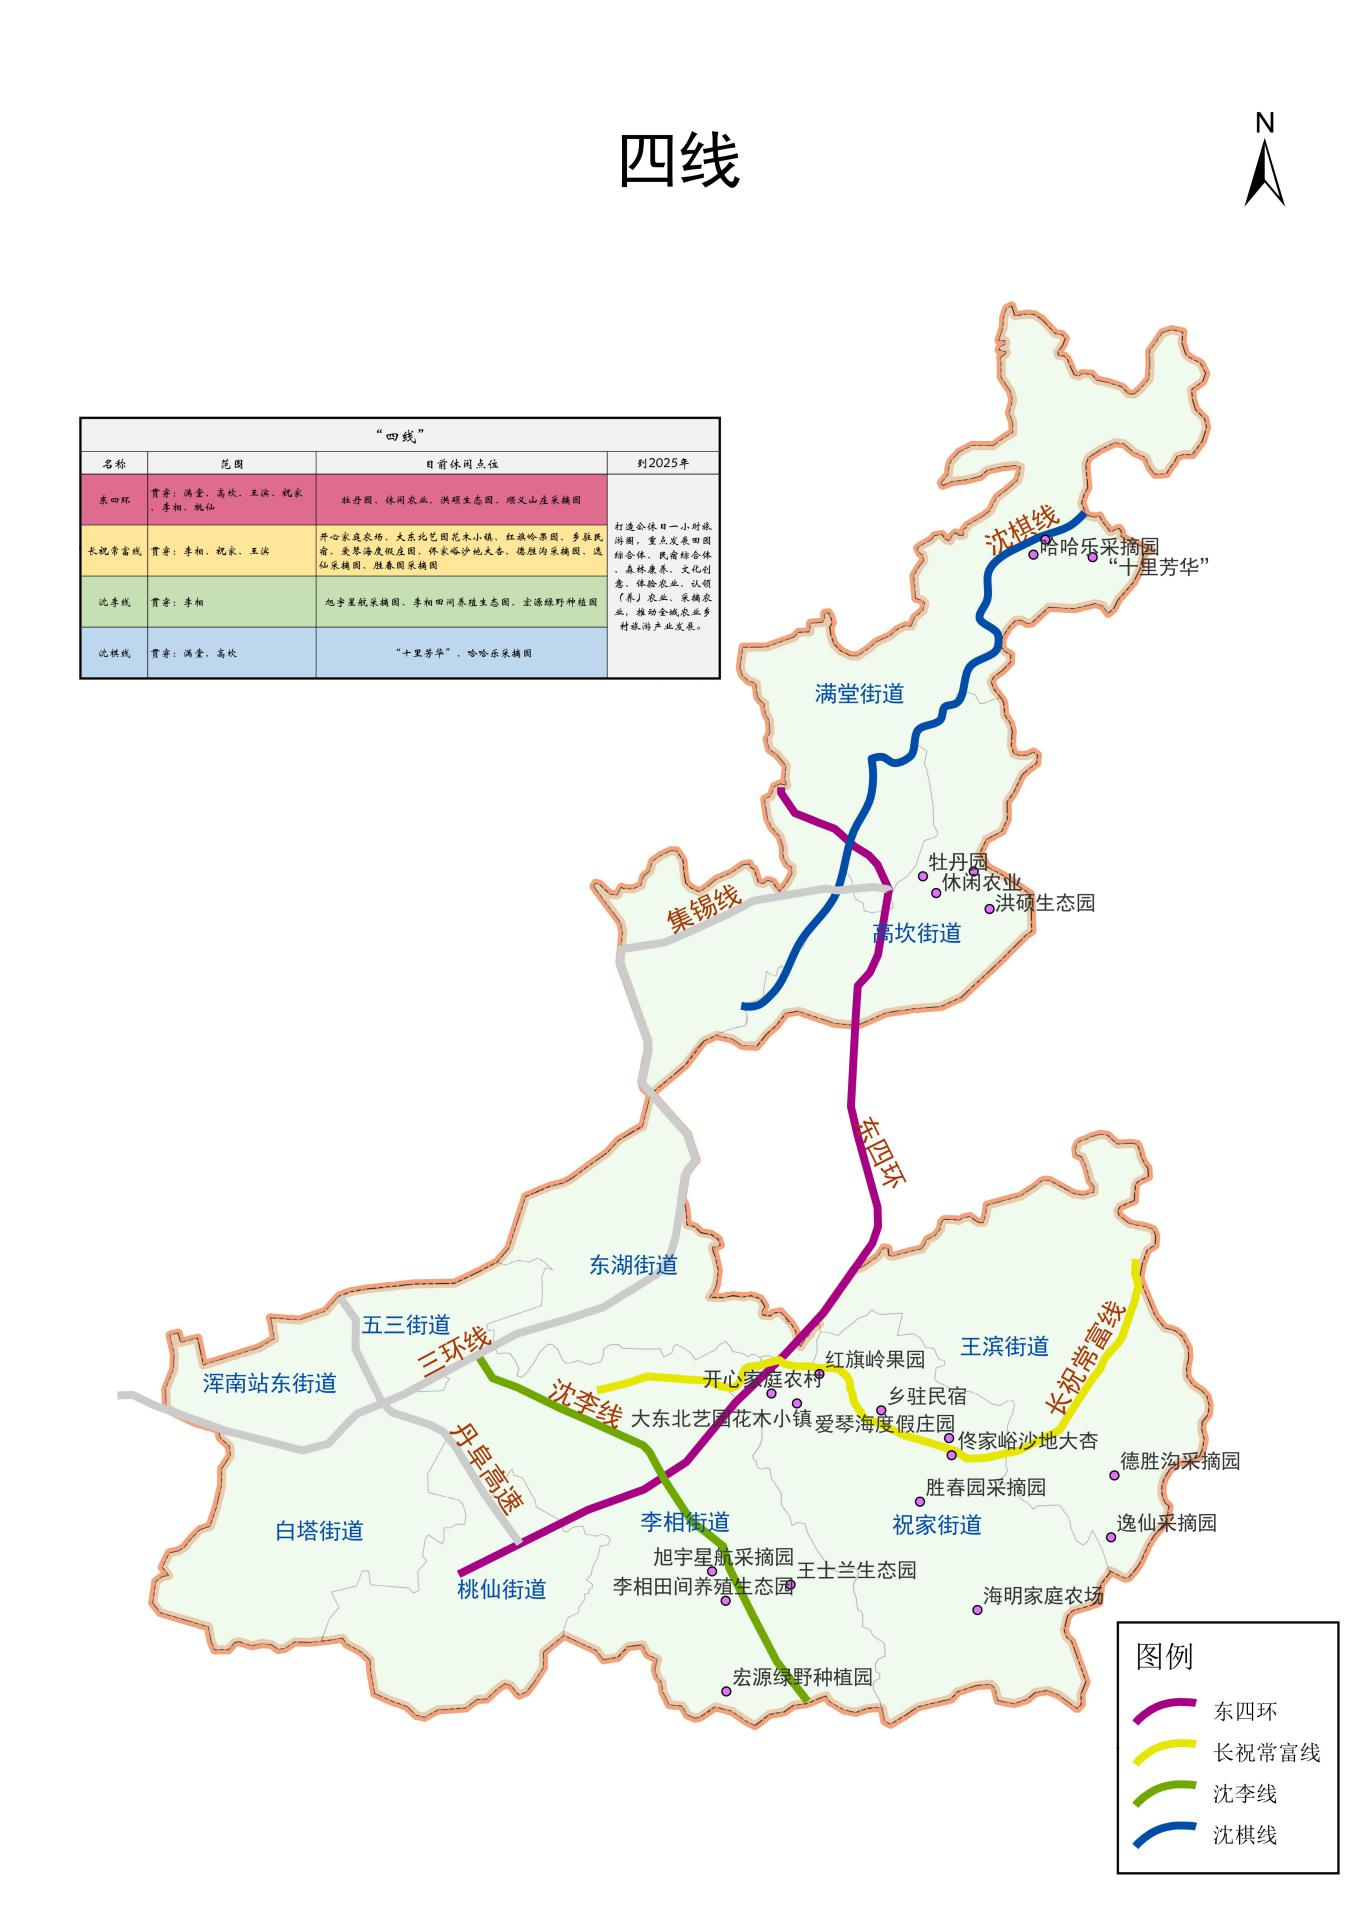 N
四线
“四线”
名称 范围 目前休闲点位 到2025年
东四环
贯穿：满堂、高坎、王滨、祝家
、李相、桃仙
牡丹园、休闲农业、洪硕生态园、顺义山庄采摘园
长祝常富线
贯穿：李相、祝家、王滨
开心家庭农场、大东北艺园花木小镇、红旗岭果园、乡驻民
宿、爱琴海度假庄园、佟家峪沙地大杏、德胜沟采摘园、逸
仙采摘园、胜春园采摘园
沈李线
贯穿：李相
旭宇星航采摘园、李相田间养殖生态园、宏源绿野种植园
沈棋线
贯穿：满堂、高坎
“十里芳华”、哈哈乐采摘园
打造公休日一小时旅
游圈，重点发展田园
综合体、民宿综合体
、森林康养、文化创
意、体验农业、认领
（养）农业、采摘农
业，推动全域农业乡
村旅游产业发展。
沈棋线
哈哈乐采摘园
“十里芳华”
满堂街道
牡丹园
休闲农业
洪硕生态园
集锡线
高坎街道
东四环
东湖街道
五三街道
三环线
王滨街道
长祝常富线
浑南站东街道
沈李线
红旗岭果园
开心家庭农村
乡驻民宿
大东北艺园花木小镇
爱琴海度假庄园
佟家峪沙地大杏
丹阜高速
德胜沟采摘园
胜春园采摘园
白塔街道
李相街道
祝家街道
逸仙采摘园
旭宇星航采摘园
王士兰生态园
桃仙街道
李相田间养殖生态园
海明家庭农场
宏源绿野种植园
图例
东四环
长祝常富线
沈李线
沈棋线